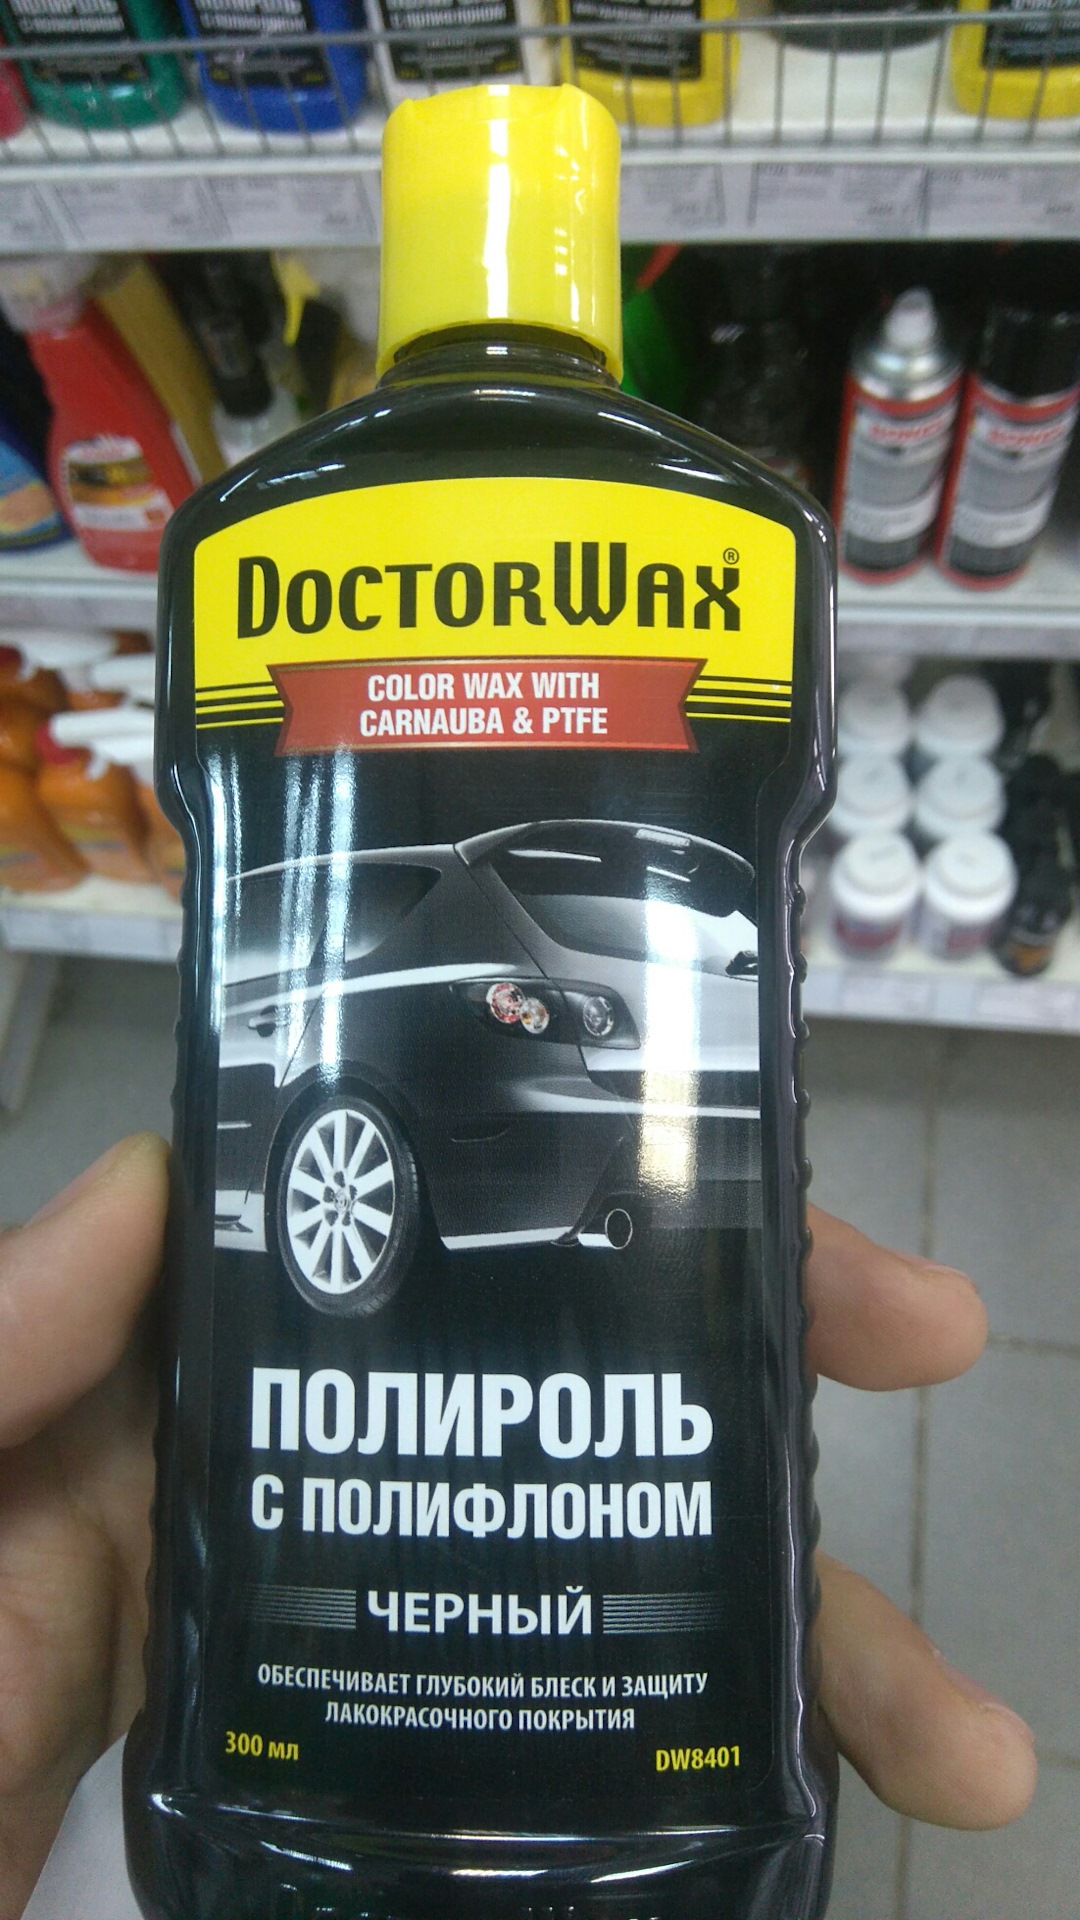 DOCTORWAX®
COLOR WAX WITH
CARNAUBA & PTFE
ПОЛИРОЛЬ
С ПОЛИФЛОНОМ
ЧЕРНЫЙ
ОБЕСПЕЧИВАЕТ ГЛУБОКИЙ БЛЕСК И ЗАЩИТУ
ЛАКОКРАСОЧНОГО ПОКРЫТИЯ
300 мл
DW8401